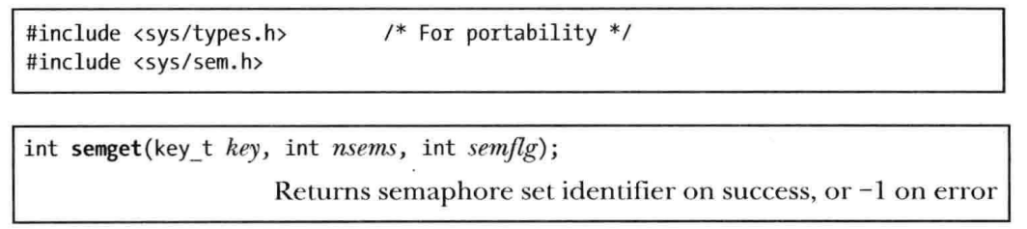 #include <sys/types.h> /* For portability */
#include <sys/sem.h>
int semget(key_t key, int nsems, int semflg);
Returns semaphore set identifier on success, or −1 on error